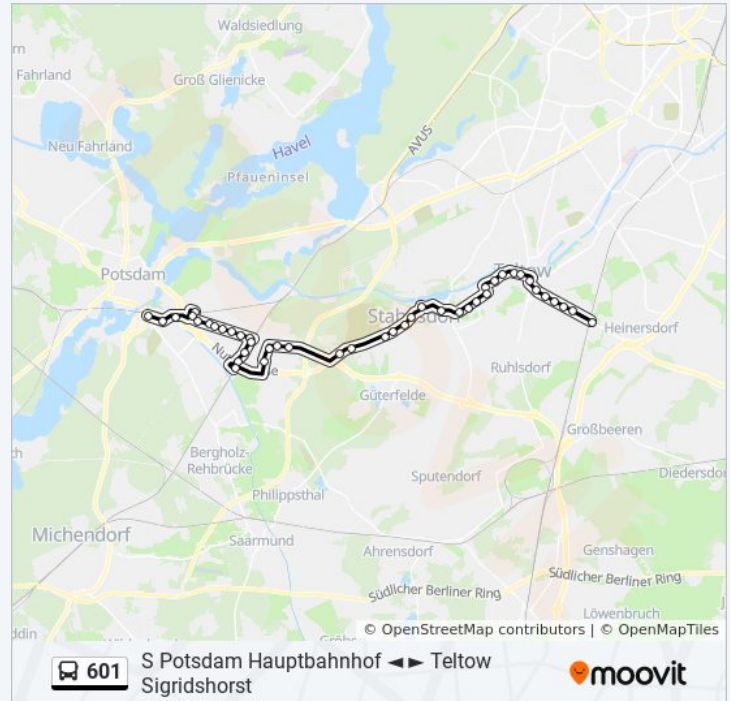 Waldsiedlung
Fahrland
Groß Glienicke
Neu Fahrland
Havel
AVUS
Pfaueninsel
Potsdam
Teltow
Stahnsdorf
Heinersdorf
Ruhlsdorf
Güterfelde
Großbeeren
Bergholz-
Rehbrücke
Sputendorf
Diedersdo
Philippsthal
Michendorf
Saarmund
Ahrensdorf
Genshagen
Südlicher Berliner Ring
Südlicher Berliner Ring
Löwenbruch
© OpenStreetMap contributors | © OpenMapTiles
601
S Potsdam Hauptbahnhof ◄► Teltow
Sigridshorst
moovit